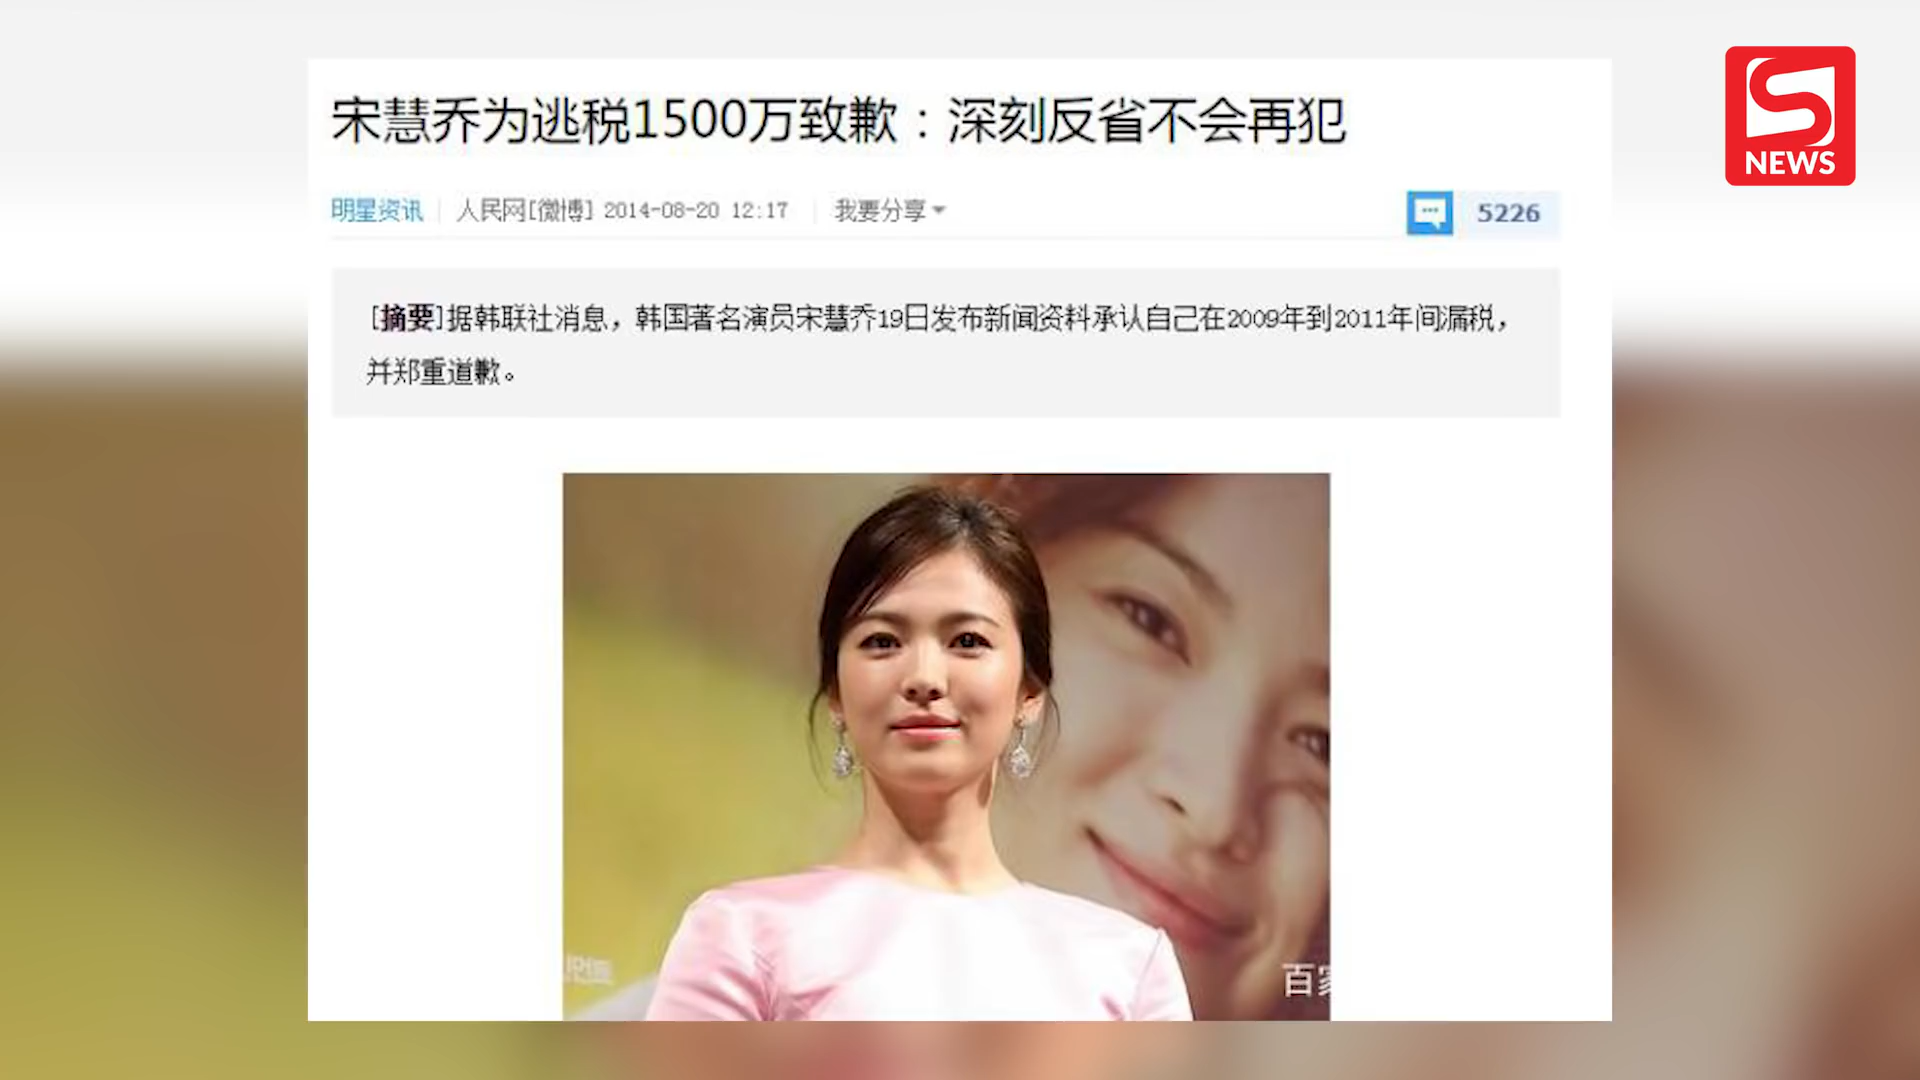 宋慧乔为逃税1500万致歉：深刻反省不会再犯
NEWS
明星资讯 人民网[微博] 2014-08-20 12:17 我要分享
5226
[摘要]据韩联社消息，韩国著名演员宋慧乔19日发布新闻资料承认自己在2009年到2011年间漏税，
并郑重道歉。
百家